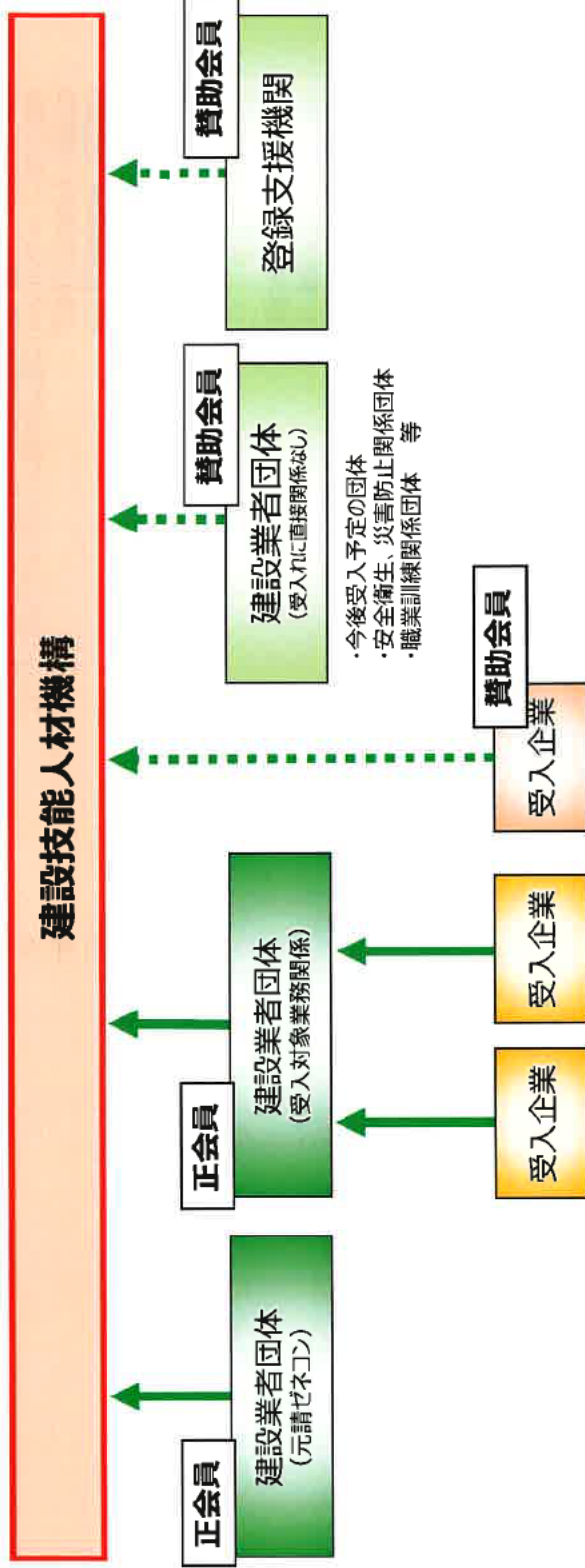 建設技能人材機構
正会員
建設業者団体
(元請ゼネコン)
正会員
建設業者団体
(受入対象業務関係)
受入企業
受入企業
賛助会員
受入企業
賛助会員
建設業者団体
(受入れに直接関係なし)
・今後受入予定の団体
・安全衛生、災害防止関係団体
・職業訓練関係団体 等
賛助会員
登録支援機関